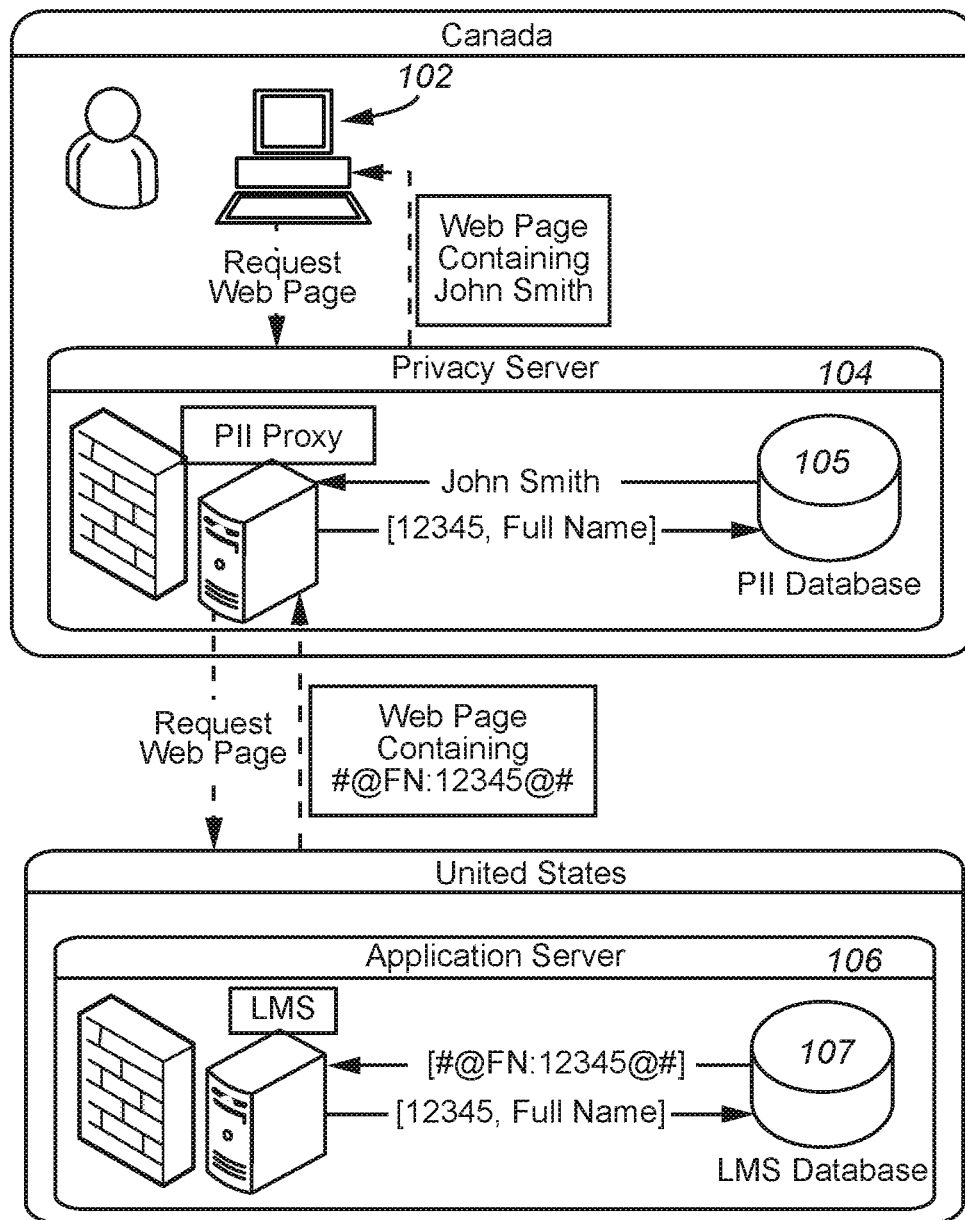 Canada
102
Request
Web Page
Web Page
Containing
John Smith
Privacy Server
104
PII Proxy
John Smith
[12345, Full Name]
105
PII Database
Request
Web Page
Web Page
Containing
#@FN:12345@#
United States
Application Server
106
LMS
[#@FN:12345@#]
[12345, Full Name]
107
LMS Database